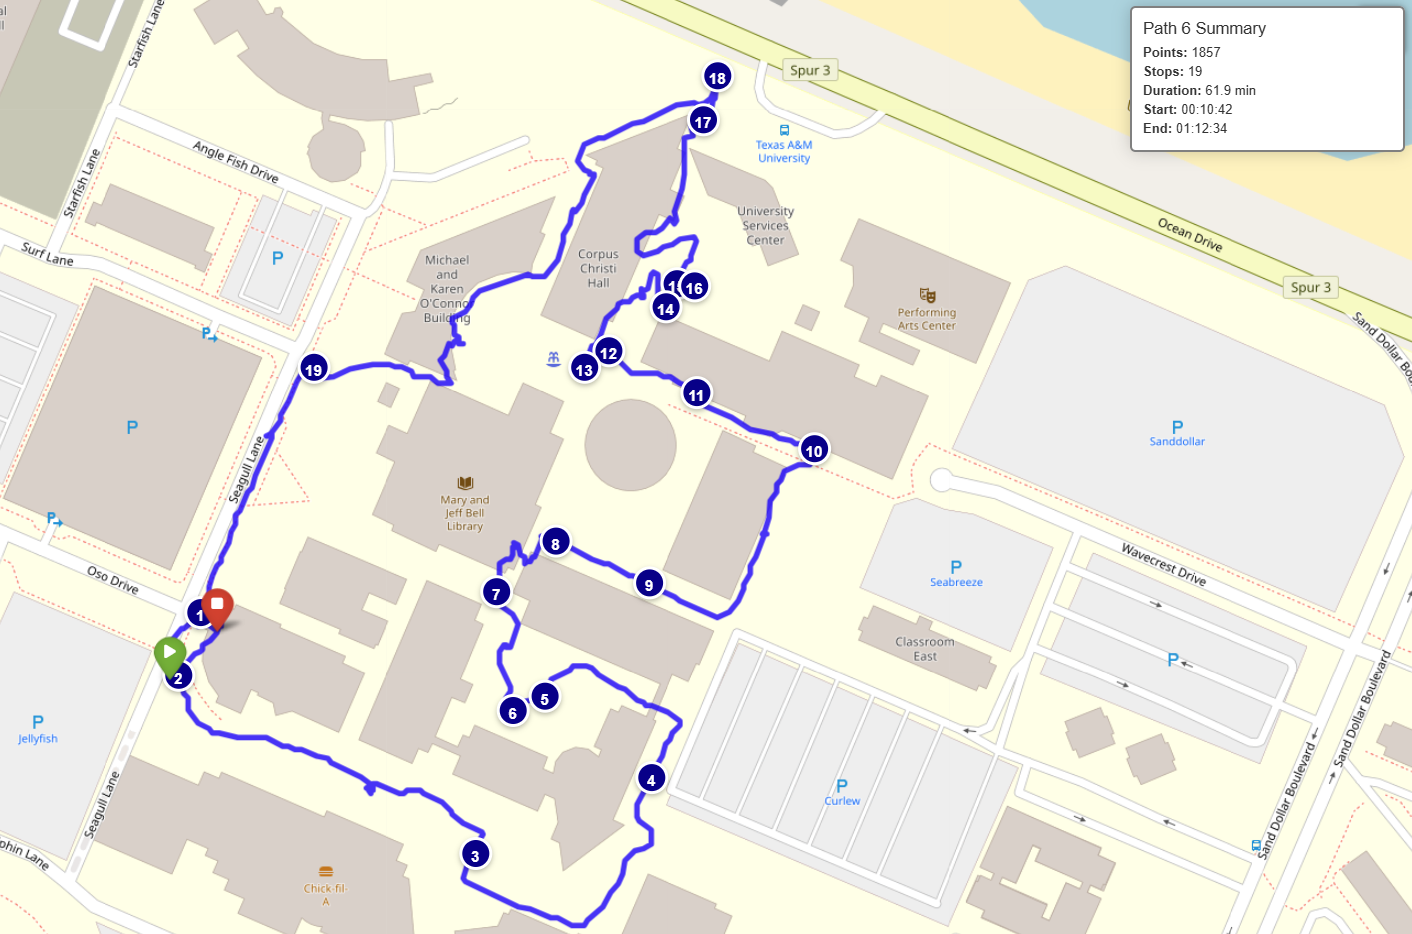 Path 6 Summary
Points: 1857
Stops: 19
Duration: 61.9 min
Start: 00:10:42
End: 01:12:34
Starfish Lane
Spur 3
18
17
Texas A&M
University
Angle Fish Drive
Starfish Lane
University
Services
Center
Ocean Drive
Surf Lane
P
Michael
and
Karen
O'Conno
Building
Corpus
Christi
Hall
16
14
Spur 3
Performing
Arts Center
Sand Dollar Bou
P
12
13
19
11
P
P
Sanddollar
10
Seagull Lane
Mary and
Jeff Bell
Library
P
8
Wavecrest Drive
Oso Drive
9
7
P
Seabreeze
1
2
Classroom
East
P
5
6
P
Jellyfish
4
P
Curlew
Sand Dollar Boulevard
Sand Dollar Boulevard
Seagull Lane
3
phin Lane
Chick-fil-
A